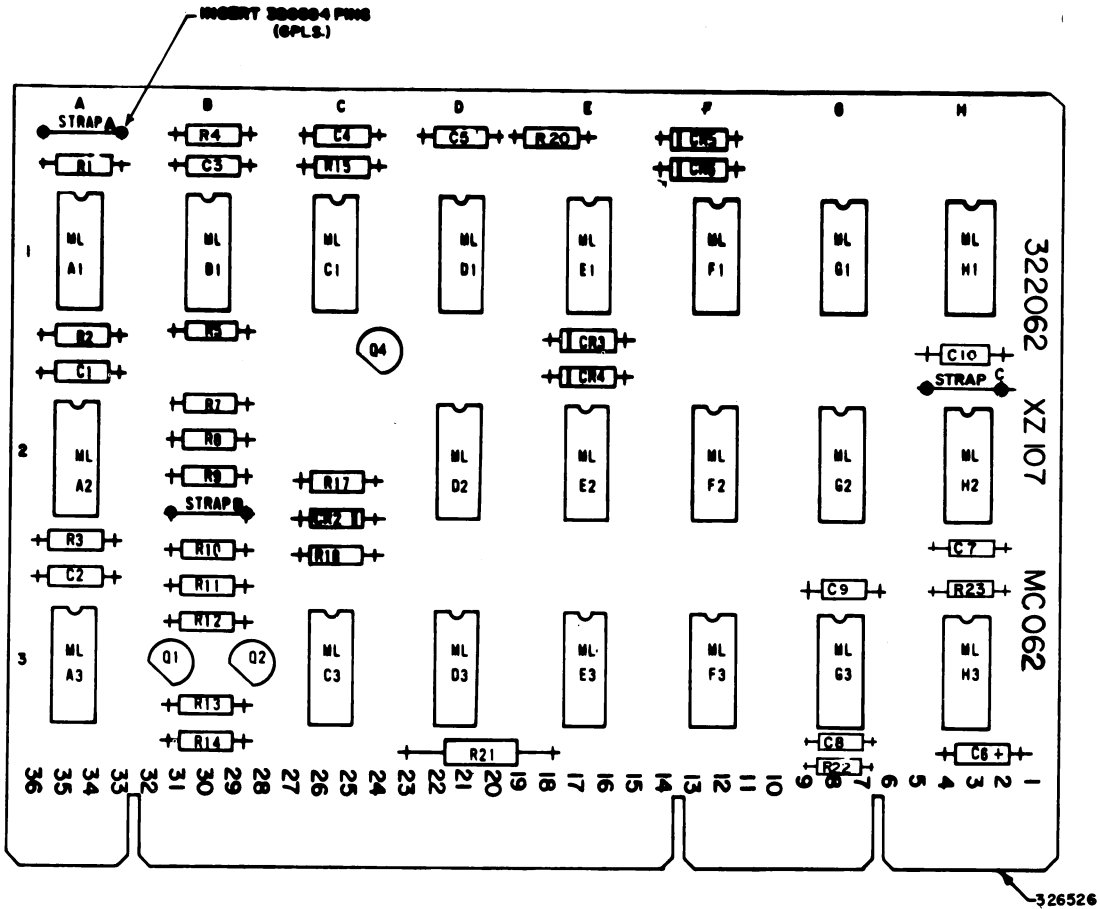 INSERT PINS
(6PLS.)
A B C D E F G H
STRAP A
R4 C4 C5 R20 CR5
R1 C3 R15 CR6
1
ML A1
ML B1
ML C1
ML D1
ML E1
ML F1
ML G1
ML H1
322062 XZ 107 MC062
R2 R5 Q4 CR3 C10
C1 CR4 STRAP C
R7
R8
2
ML A2
ML D2
ML E2
ML F2
ML G2
ML H2
R9 R17
STRAP B CR2
R3 R10 R18 C7
C2 R11 C9 R23
R12
3
ML A3
Q1 Q2
ML C3
ML D3
ML E3
ML F3
ML G3
ML H3
R13
R14 R21 C8 C6 +
R22
36 35 34 33 32 31 30 29 28 27 26 25 24 23 22 21 20 19 18 17 16 15 14 13 12 11 10 9 8 7 6 5 4 3 2 1
326526